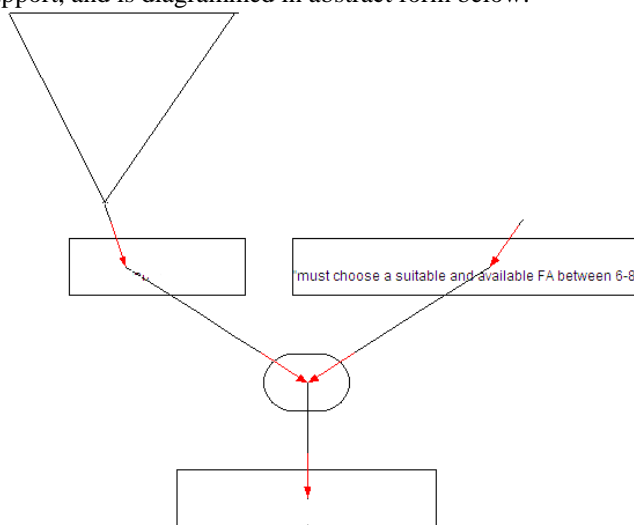 pport, and is diagrammed in abstract form below:
"must choose a suitable and available FA between 6-8